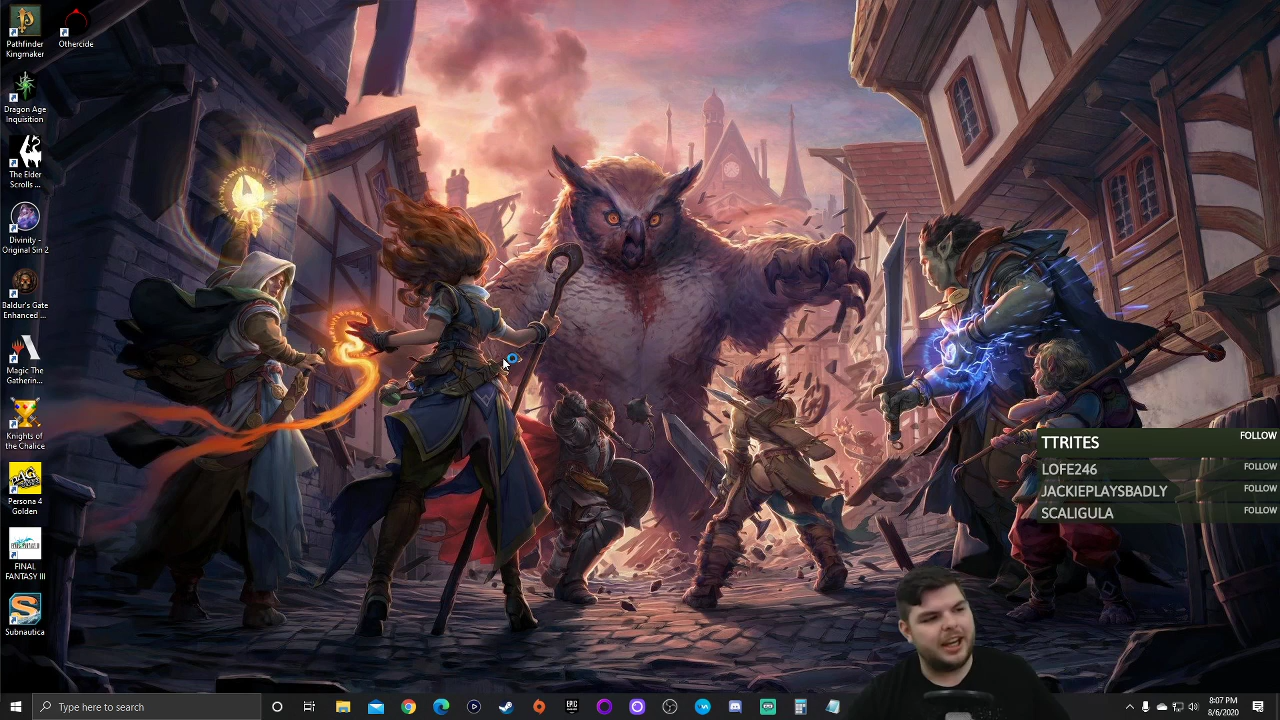 Pathfinder
Kingmaker
Othercide
Dragon Age
Inquisition
The Elder
Scrolls ...
Divinity -
Original Sin 2
Baldur's Gate
Enhanced ...
Magic The
Gatherin...
Knights of
the Chalice
Persona 4
Golden
FINAL
FANTASY III
Subnautica
TTRITES
FOLLOW
LOFE246
FOLLOW
JACKIEPLAYSBADLY
FOLLOW
SCALIGULA
FOLLOW
Type here to search
EPIC
8:07 PM
8/6/2020